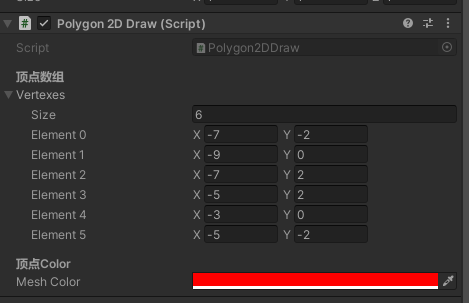 Polygon 2D Draw (Script)
Script Polygon2DDraw
顶点数组
Vertexes
Size 6
Element 0 X -7 Y -2
Element 1 X -9 Y 0
Element 2 X -7 Y 2
Element 3 X -5 Y 2
Element 4 X -3 Y 0
Element 5 X -5 Y -2
顶点Color
Mesh Color